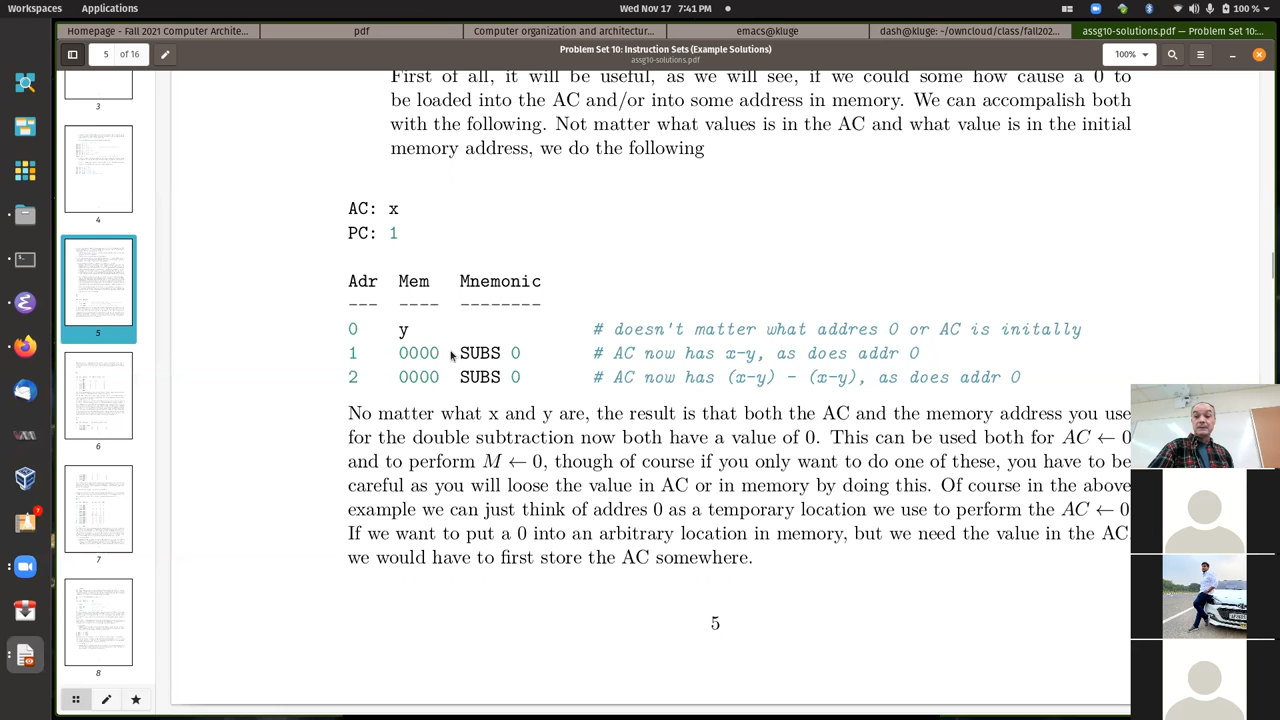 Workspaces Applications Wed Nov 17 7:41 PM 100 %
Homepage - Fall 2021 Computer Archite... pdf Computer organization and architectur... emacs@kluge dash@kluge: ~/owncloud/class/fall202... assg10-solutions.pdf — Problem Set 10:...
5 of 16 Problem Set 10: Instruction Sets (Example Solutions) 100%
assg10-solutions.pdf
First of all, it will be useful, as we will see, if we could some how cause a 0 to
be loaded into the AC and/or into some address in memory. We can accompalish both
with the following. Not matter what values is in the AC and what value is in the initial
memory address, we do the following
AC: x
PC: 1
Adr Mem Mnemonic
--- ---- --------
0 y # doesn't matter what addres 0 or AC is initally
1 0000 SUBS 0 # AC now has x-y, as does addr 0
2 0000 SUBS # AC now has (x-y) (x-y), as does addr 0
No matter what x and y are, the result is that both the AC and the memory address you use
for the double subtraction now both have a value of 0. This can be used both for AC ← 0
and to perform M ← 0, though of course if you only want to do one of these, you have to be
careful as you will lose the value in AC or in memory by doing this. Of course in the above
example we can just think of addres 0 as a temporary location we use to perform the AC ← 0
If we want to put a 0 into an arbitrary location in memory, but we need the value in the AC
we would have to first store the AC somewhere.
5
3
4
5
6
7
8